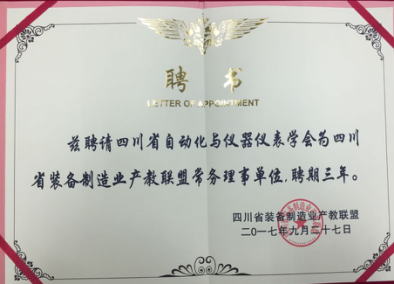 聘书
LETTER OF APPOINTMENT
兹聘请四川省自动化与仪器仪表学会为四川
省装备制造业产教联盟常务理事单位,聘期三年。
四川省装备制造业产教联盟
二〇一七年九月二十七日